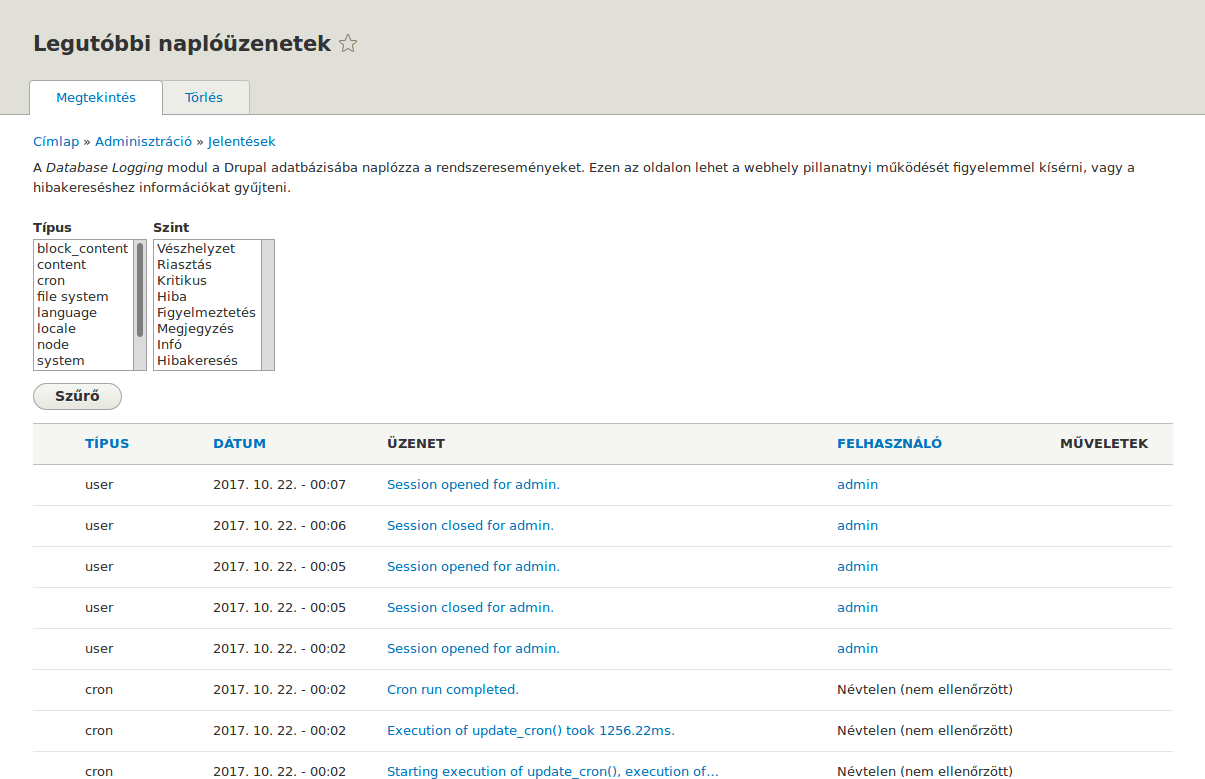 Legutóbbi naplóüzenetek
Megtekintés Törlés
Címlap » Adminisztráció » Jelentések
A Database Logging modul a Drupal adatbázisába naplózza a rendszereseményeket. Ezen az oldalon lehet a webhely pillanatnyi működését figyelemmel kísérni, vagy a
hibakereséshez információkat gyűjteni.
Típus Szint
block_content Vészhelyzet
content Riasztás
cron Kritikus
file system Hiba
language Figyelmeztetés
locale Megjegyzés
node Infó
system Hibakeresés
Szűrő
TÍPUS DÁTUM ÜZENET FELHASZNÁLÓ MŰVELETEK
user 2017. 10. 22. - 00:07 Session opened for admin. admin
user 2017. 10. 22. - 00:06 Session closed for admin. admin
user 2017. 10. 22. - 00:05 Session opened for admin. admin
user 2017. 10. 22. - 00:05 Session closed for admin. admin
user 2017. 10. 22. - 00:02 Session opened for admin. admin
cron 2017. 10. 22. - 00:02 Cron run completed. Névtelen (nem ellenőrzött)
cron 2017. 10. 22. - 00:02 Execution of update_cron() took 1256.22ms. Névtelen (nem ellenőrzött)
cron 2017. 10. 22. - 00:02 Starting execution of update_cron(), execution of… Névtelen (nem ellenőrzött)